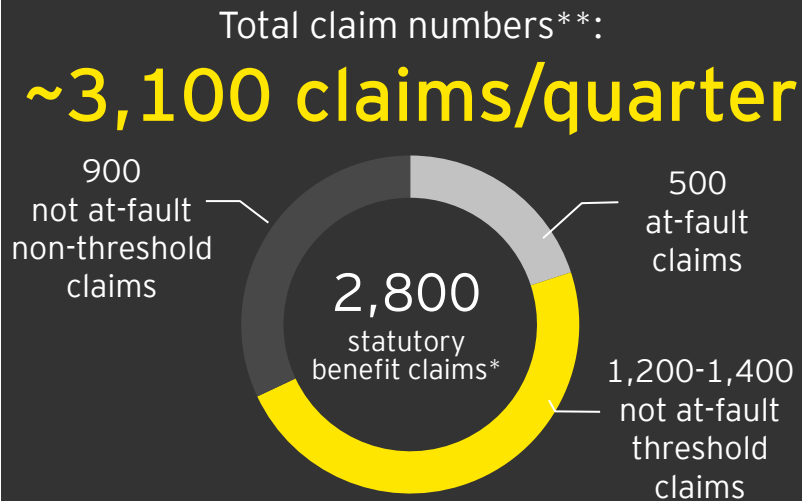 Total claim numbers**:
~3,100 claims/quarter
900
not at-fault
non-threshold
claims
500
at-fault
claims
2,800
statutory
benefit claims*
1,200-1,400
not at-fault
threshold
claims